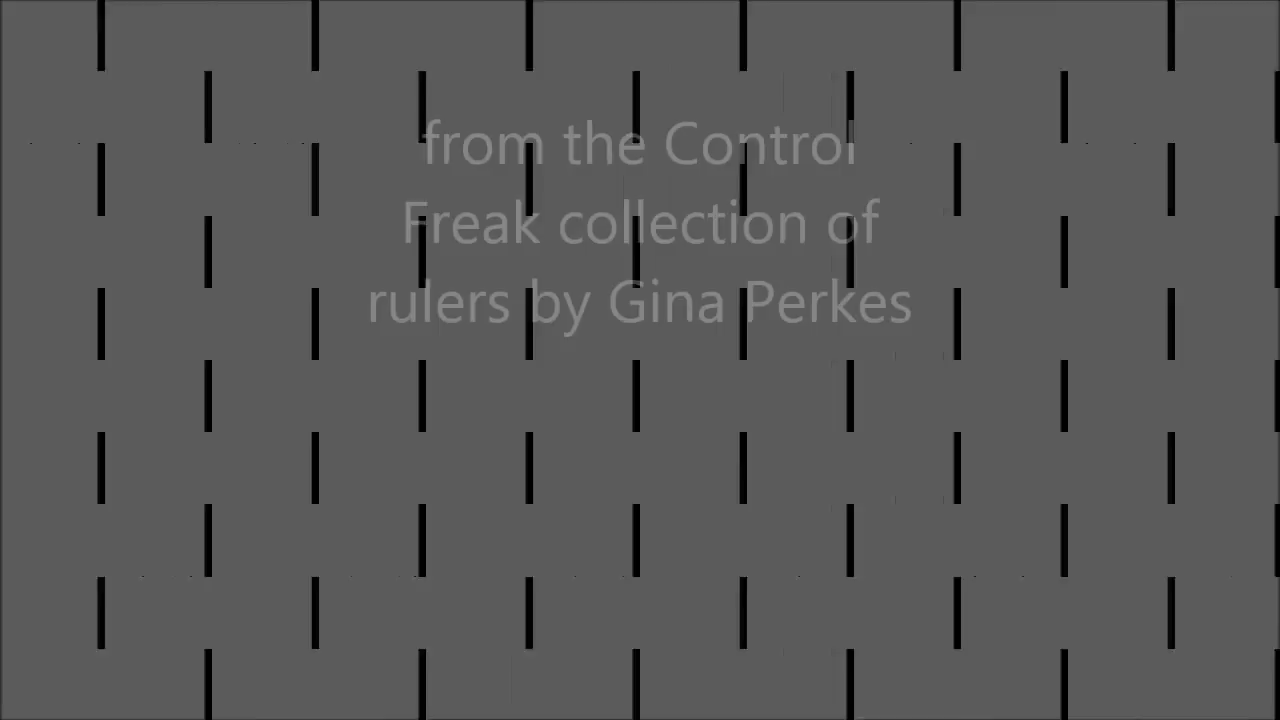 from the Control
Freak collection of
rulers by Gina Perkes